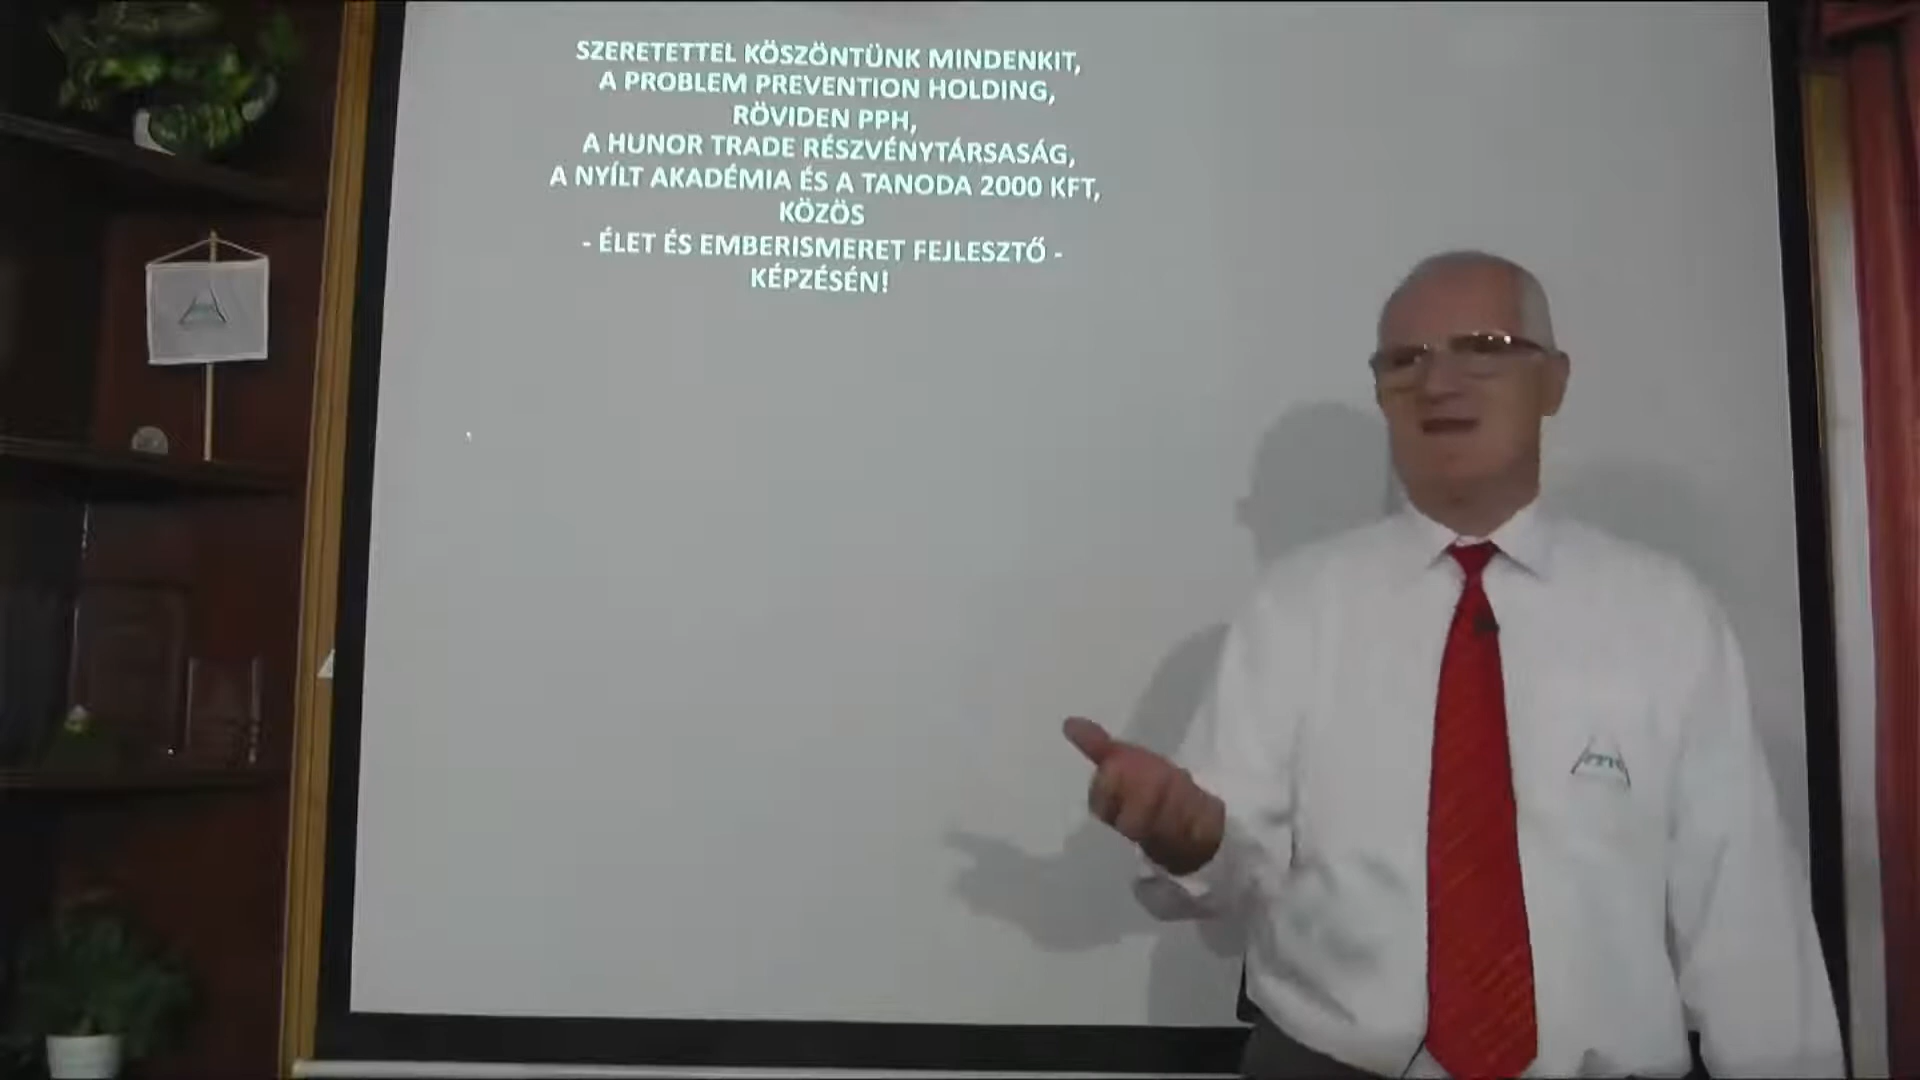 SZERETETTEL KÖSZÖNTÜNK MINDENKIT,
A PROBLEM PREVENTION HOLDING,
RÖVIDEN PPH,
A HUNOR TRADE RÉSZVÉNYTÁRSASÁG,
A NYÍLT AKADÉMIA ÉS A TANODA 2000 KFT,
KÖZÖS
- ÉLET ÉS EMBERISMERET FEJLESZTŐ -
KÉPZÉSÉN!